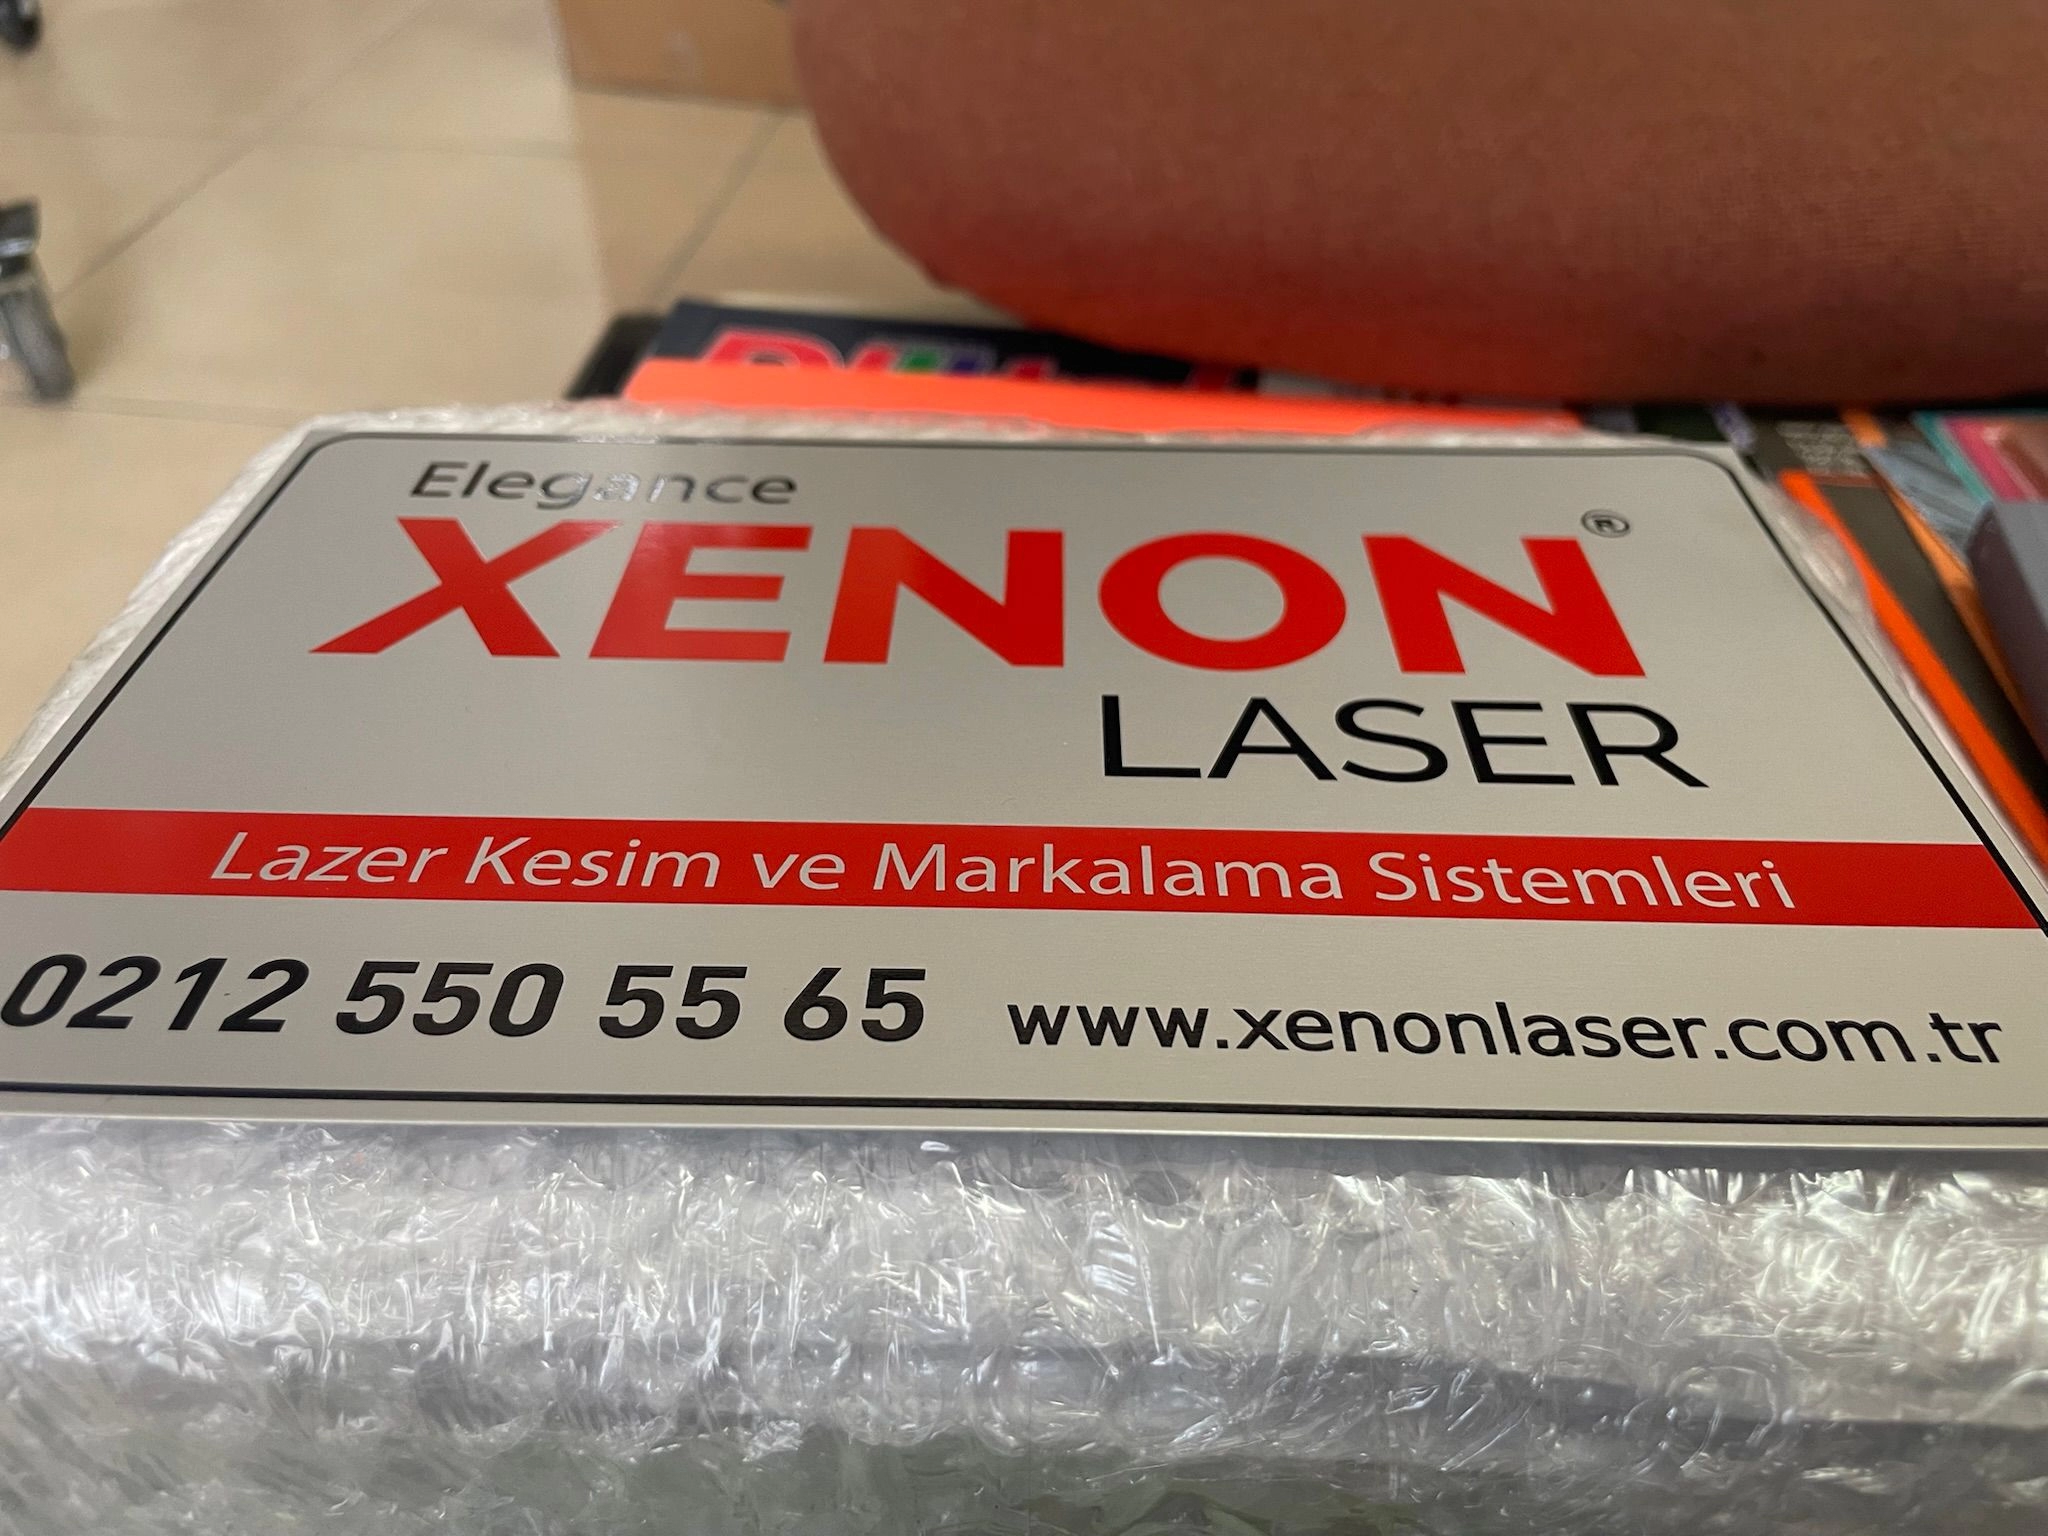 Elegance
XENON®
LASER
Lazer Kesim ve Markalama Sistemleri
0212 550 55 65 www.xenonlaser.com.tr